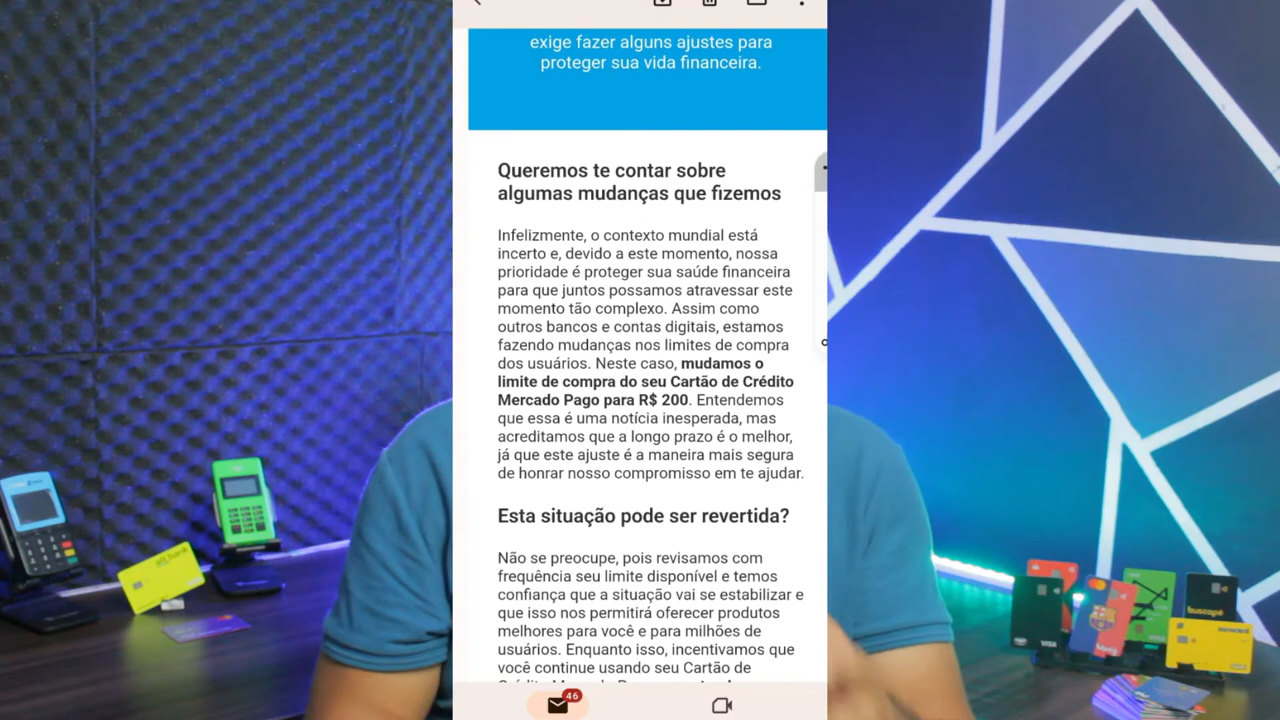 exige fazer alguns ajustes para
proteger sua vida financeira.
Queremos te contar sobre
algumas mudanças que fizemos
Infelizmente, o contexto mundial está
incerto e, devido a este momento, nossa
prioridade é proteger sua saúde financeira
para que juntos possamos atravessar este
momento tão complexo. Assim como
outros bancos e contas digitais, estamos
fazendo mudanças nos limites de compra
dos usuários. Neste caso, mudamos o
limite de compra do seu Cartão de Crédito
Mercado Pago para R$ 200. Entendemos
que essa é uma notícia inesperada, mas
acreditamos que a longo prazo é o melhor,
já que este ajuste é a maneira mais segura
de honrar nosso compromisso em te ajudar.
Esta situação pode ser revertida?
Não se preocupe, pois revisamos com
frequência seu limite disponível e temos
confiança que a situação vai se estabilizar e
que isso nos permitirá oferecer produtos
melhores para você e para milhões de
usuários. Enquanto isso, incentivamos que
você continue usando seu Cartão de
46
alt.bank
VISA
VISA
buscapé